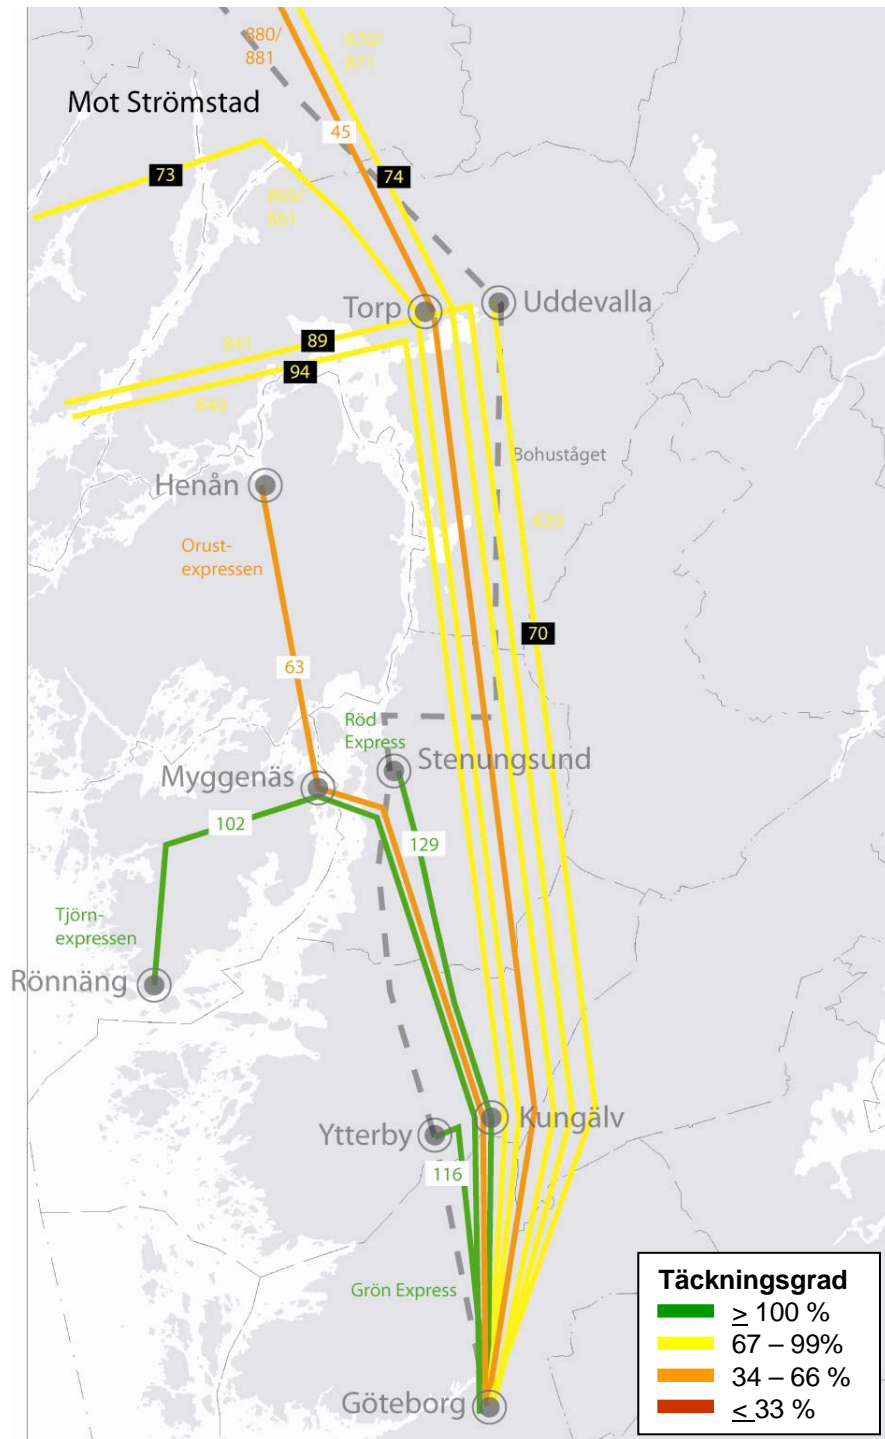 880/
881
870/
871
Mot Strömstad
45
73
74
860/
861
Torp
Uddevalla
841
89
94
840
Bohuståget
Henån
Orust-
expressen
820
70
63
Röd
Express
Stenungsund
Myggenäs
102
129
Tjörn-
expressen
Rönnäng
Ytterby
Kungälv
116
Grön Express
Göteborg
Täckningsgrad
≥ 100 %
67 – 99%
34 – 66 %
≤ 33 %